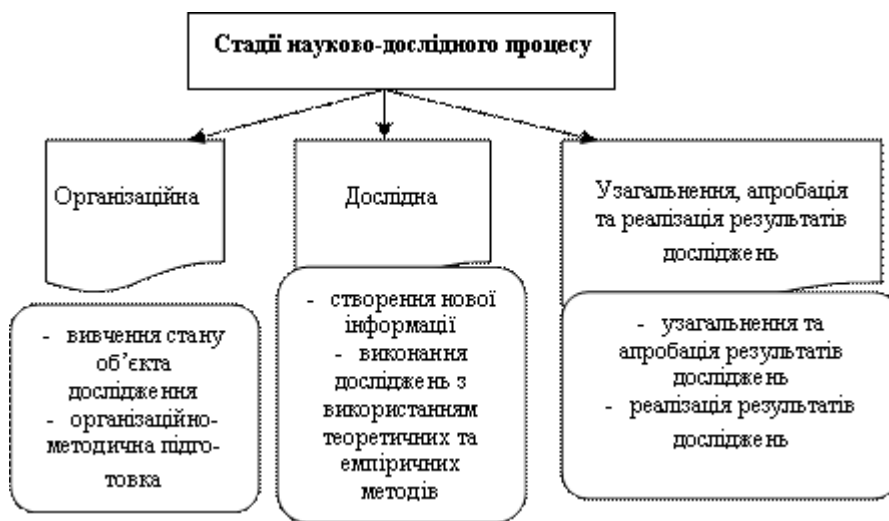 Стадії науково-дослідного процесу
Організаційна
Дослідна
Узагальнення, апробація
та реалізація результатів
досліджень
- вивчення стану
об’єкта
дослідження
- організаційно-
методична підго-
товка
- створення нової
інформації
- виконання
досліджень з
використанням
теоретичних та
емпіричних
методів
- узагальнення та
апробація результатів
досліджень
- реалізація результатів
досліджень